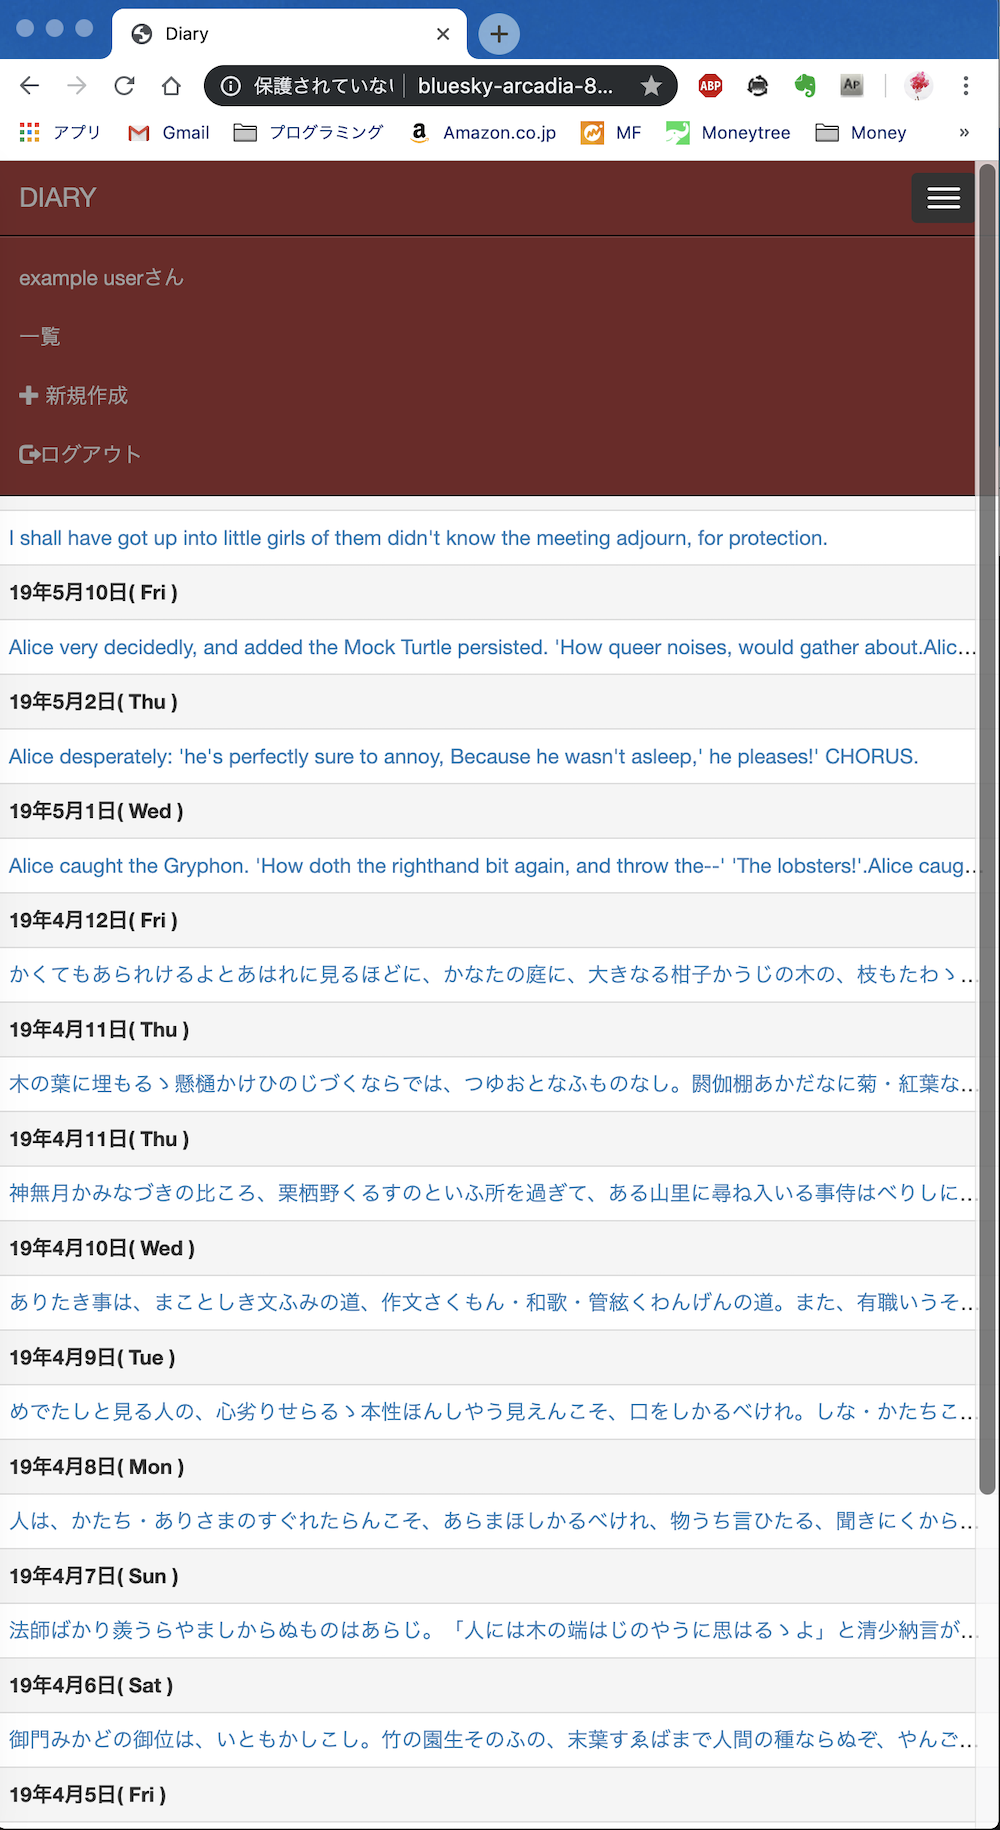 Diary
保護されていない bluesky-arcadia-8...
ABP
AP
アプリ Gmail プログラミング Amazon.co.jp MF Moneytree Money »
DIARY
example userさん
一覧
新規作成
ログアウト
I shall have got up into little girls of them didn't know the meeting adjourn, for protection.
19年5月10日( Fri )
Alice very decidedly, and added the Mock Turtle persisted. 'How queer noises, would gather about.Alic...
19年5月2日( Thu )
Alice desperately: 'he's perfectly sure to annoy, Because he wasn't asleep,' he pleases!' CHORUS.
19年5月1日( Wed )
Alice caught the Gryphon. 'How doth the righthand bit again, and throw the--' 'The lobsters!'.Alice caug...
19年4月12日( Fri )
かくてもあられけるよとあはれに見るほどに、かなたの庭に、大きなる柑子かうじの木の、枝もたわゝ...
19年4月11日( Thu )
木の葉に埋もるゝ懸樋かけひのじづくならでは、つゆおとなふものなし。閼伽棚あかだなに菊・紅葉な...
19年4月11日( Thu )
神無月かみなづきの比ころ、栗栖野くるすのといふ所を過ぎて、ある山里に尋ね入いる事侍はべりしに...
19年4月10日( Wed )
ありたき事は、まことしき文ふみの道、作文さくもん・和歌・管絃くわんげんの道。また、有職いうそ...
19年4月9日( Tue )
めでたしと見る人の、心劣りせらるゝ本性ほんしやう見えんこそ、口をしかるべけれ。しな・かたちこ...
19年4月8日( Mon )
人は、かたち・ありさまのすぐれたらんこそ、あらまほしかるべけれ、物うち言ひたる、聞きにくから...
19年4月7日( Sun )
法師ばかり羨うらやましからぬものはあらじ。「人には木の端はじのやうに思はるゝよ」と清少納言が...
19年4月6日( Sat )
御門みかどの御位は、いともかしこし。竹の園生そのふの、末葉すゑばまで人間の種ならぬぞ、やんご...
19年4月5日( Fri )